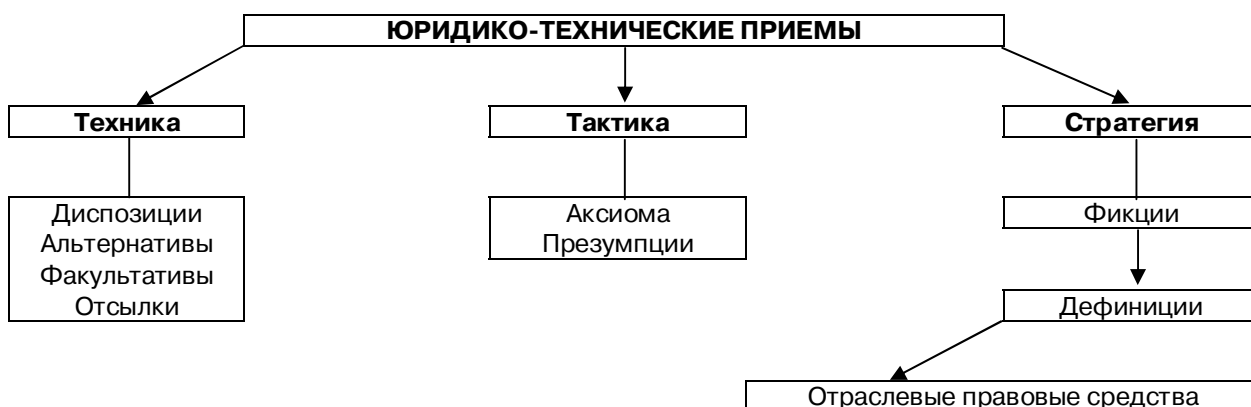 ЮРИДИКО-ТЕХНИЧЕСКИЕ ПРИЕМЫ
Техника
Тактика
Стратегия
Диспозиции
Альтернативы
Факультативы
Отсылки
Аксиома
Презумпции
Фикции
Дефиниции
Отраслевые правовые средства